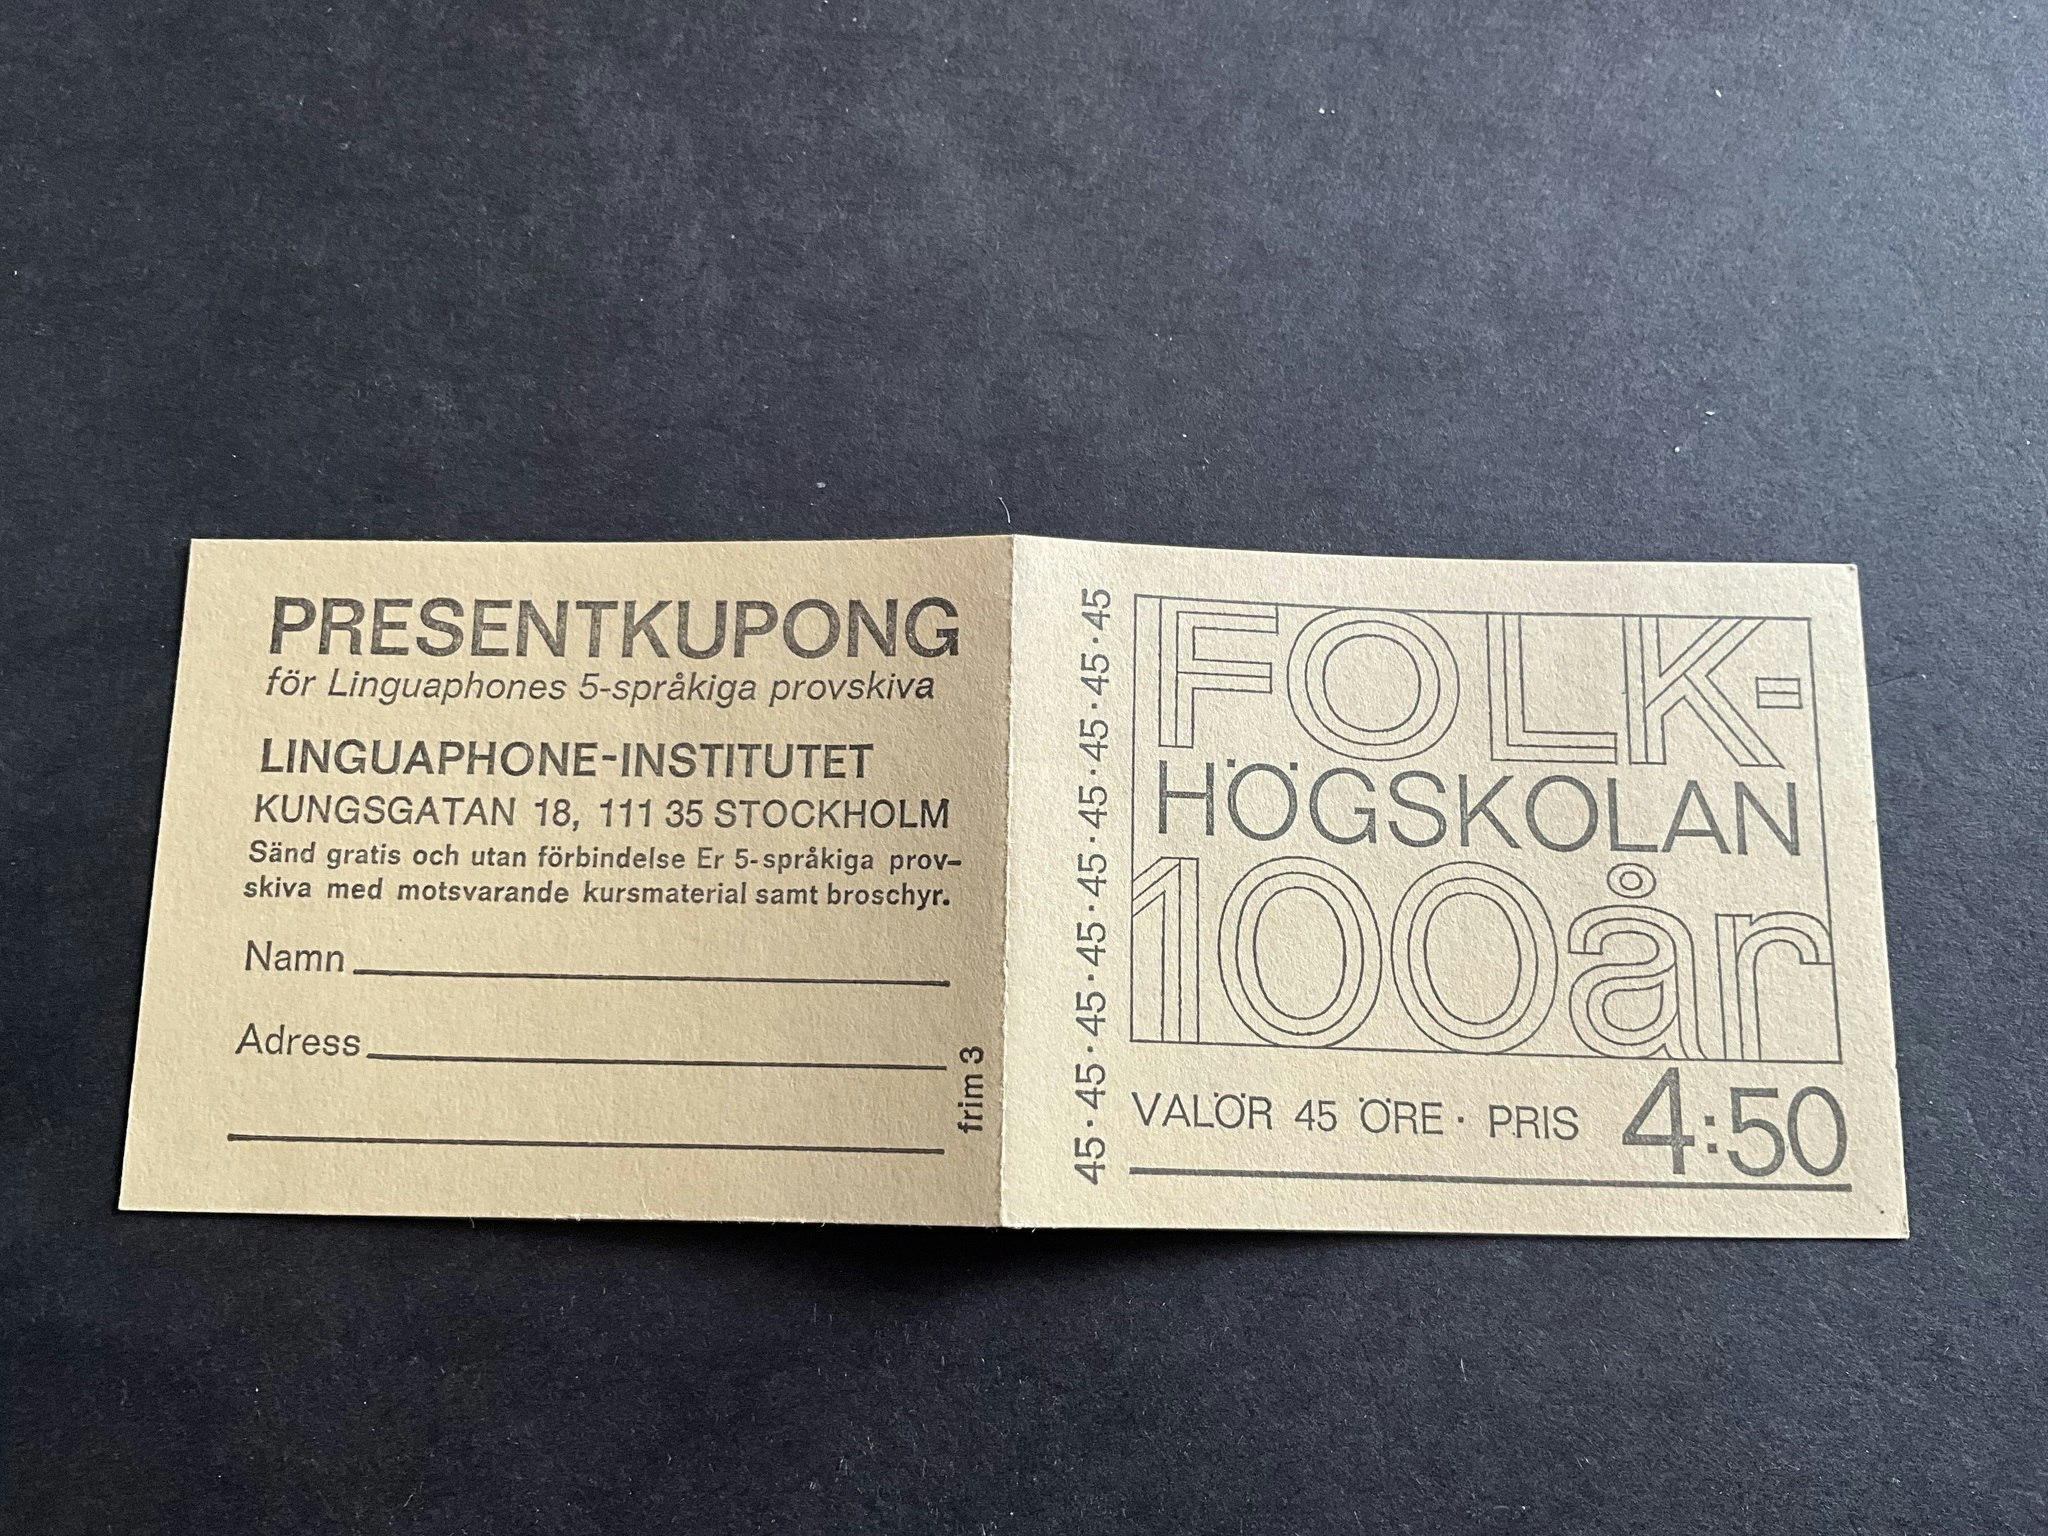 PRESENTKUPONG
för Linguaphones 5-språkiga provskiva
LINGUAPHONE-INSTITUTET
KUNGSGATAN 18, 111 35 STOCKHOLM
Sänd gratis och utan förbindelse Er 5-språkiga prov-
skiva med motsvarande kursmaterial samt broschyr.
Namn
Adress
frim 3
45·45·45·45·45·45·45·45·45
FOLK-
HÖGSKOLAN
100år
VALÖR 45 ÖRE · PRIS 4:50